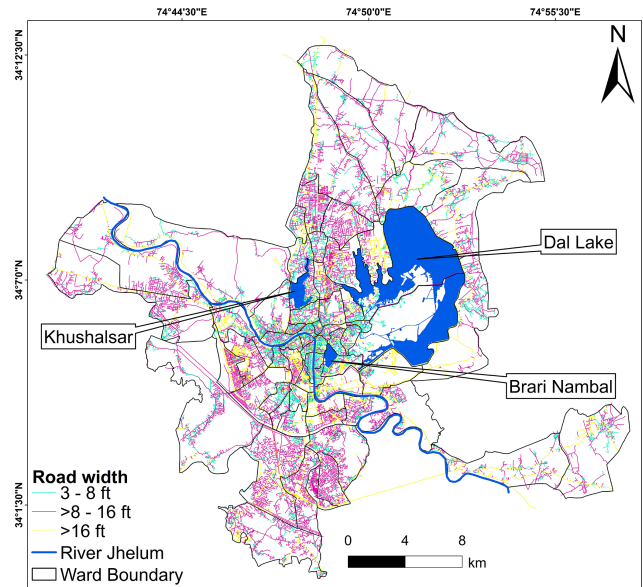 74°44'30"E
74°50'0"E
74°55'30"E
34°12'30"N
34°7'0"N
34°1'30"N
N
Dal Lake
Khushalsar
Brari Nambal
Road width
3 - 8 ft
>8 - 16 ft
>16 ft
River Jhelum
Ward Boundary
0 4 8
km